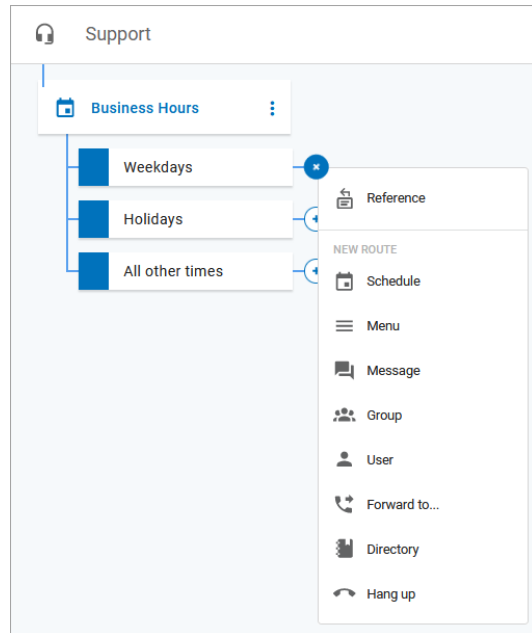 Support
Business Hours
Weekdays
Holidays
All other times
Reference
NEW ROUTE
Schedule
Menu
Message
Group
User
Forward to...
Directory
Hang up